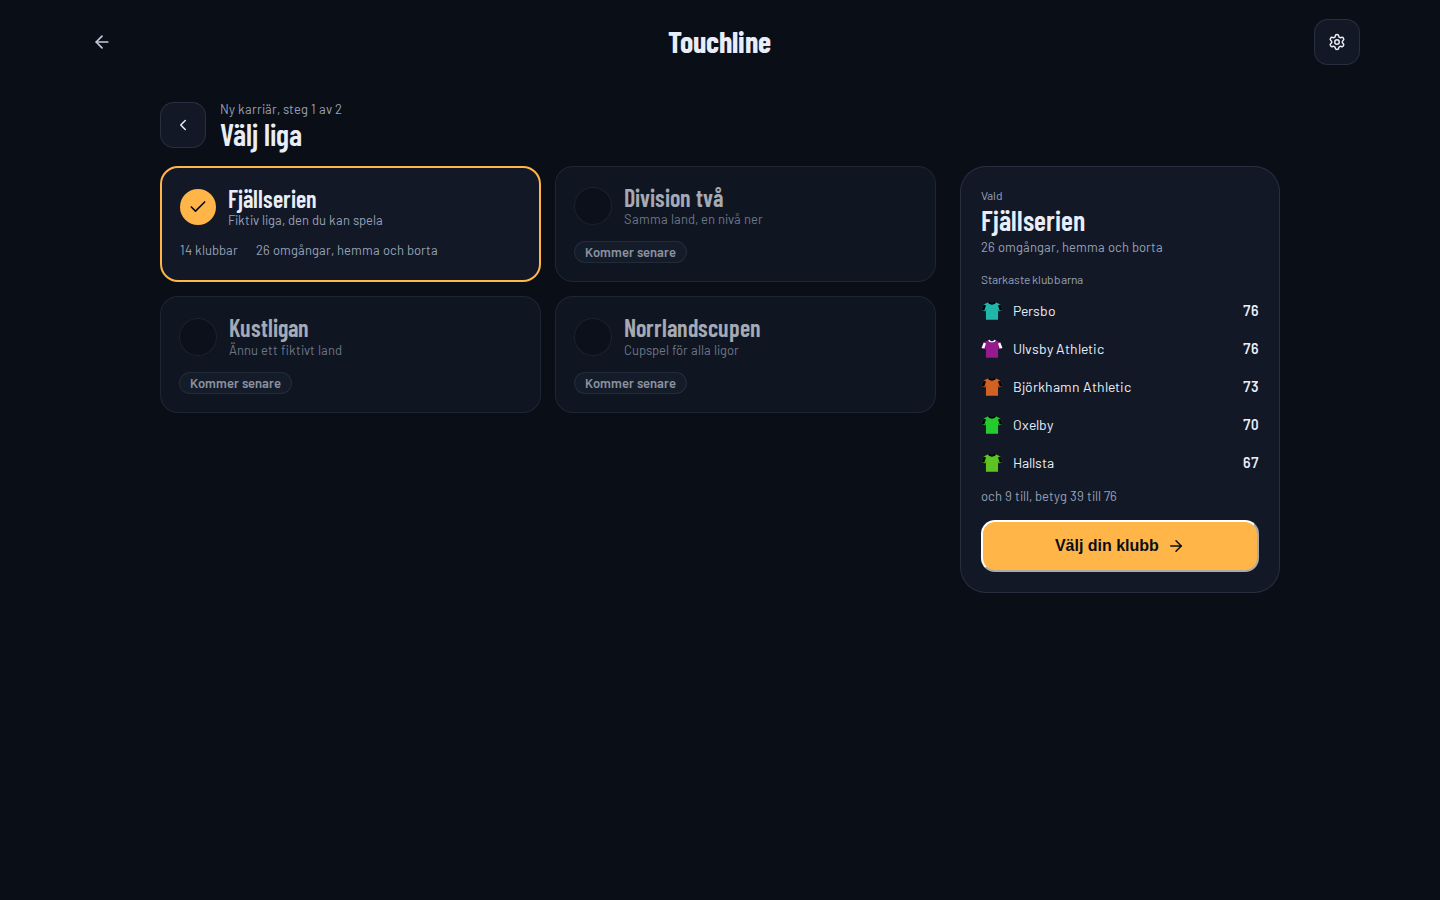 Touchline
Ny karriär, steg 1 av 2
Välj liga
Fjällserien
Fiktiv liga, den du kan spela
14 klubbar 26 omgångar, hemma och borta
Division två
Samma land, en nivå ner
Kommer senare
Kustligan
Ännu ett fiktivt land
Kommer senare
Norrlandscupen
Cupspel för alla ligor
Kommer senare
Vald
Fjällserien
26 omgångar, hemma och borta
Starkaste klubbarna
Persbo 76
Ulvsby Athletic 76
Björkhamn Athletic 73
Oxelby 70
Hallsta 67
och 9 till, betyg 39 till 76
Välj din klubb